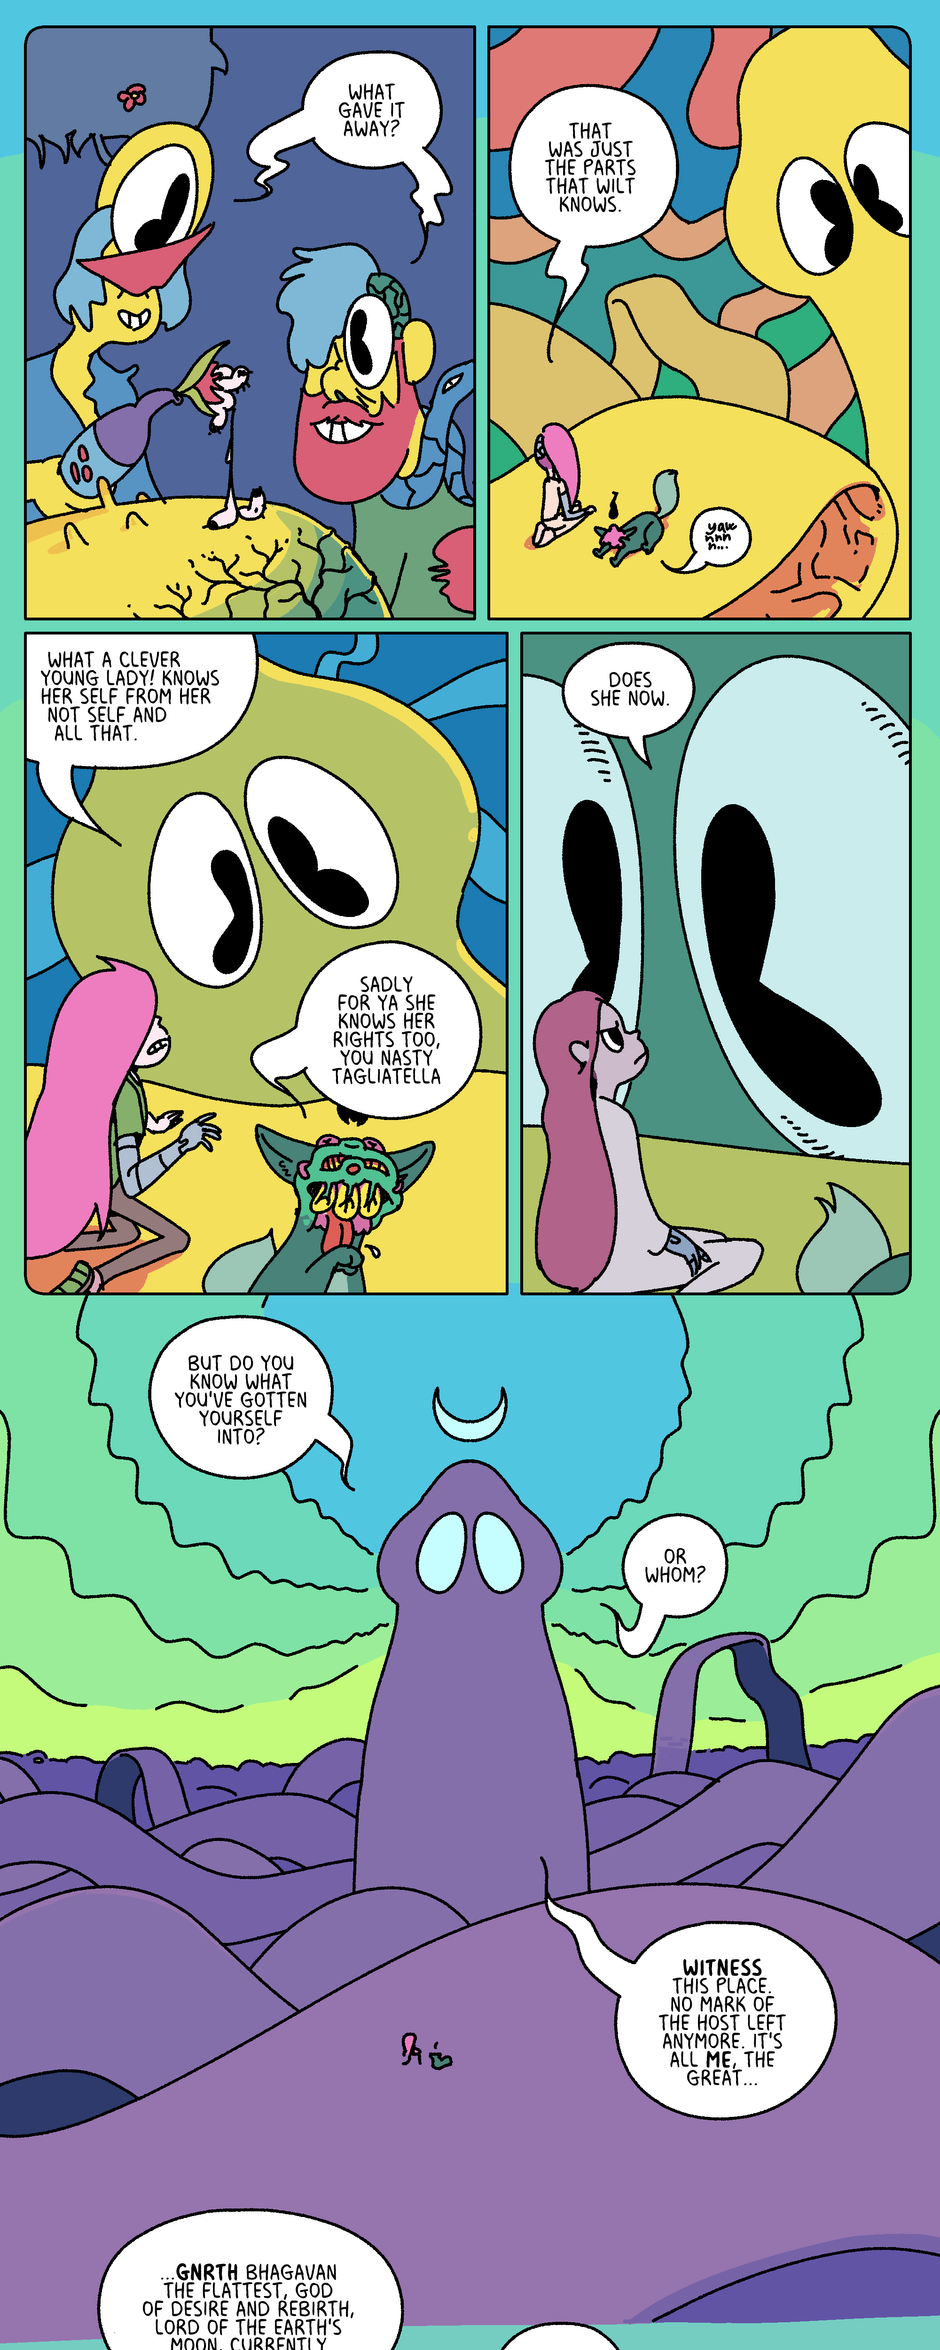 WHAT
GAVE IT
AWAY?
THAT
WAS JUST
THE PARTS
THAT WILT
KNOWS.
yaw
nnn
n...
WHAT A CLEVER
YOUNG LADY! KNOWS
HER SELF FROM HER
NOT SELF AND
ALL THAT.
SADLY
FOR YA SHE
KNOWS HER
RIGHTS TOO,
YOU NASTY
TAGLIATELLA
DOES
SHE NOW.
BUT DO YOU
KNOW WHAT
YOU'VE GOTTEN
YOURSELF
INTO?
OR
WHOM?
WITNESS
THIS PLACE.
NO MARK OF
THE HOST LEFT
ANYMORE. IT'S
ALL ME, THE
GREAT...
...GNRTH BHAGAVAN
THE FLATTEST, GOD
OF DESIRE AND REBIRTH,
LORD OF THE EARTH'S
MOON, CURRENTLY